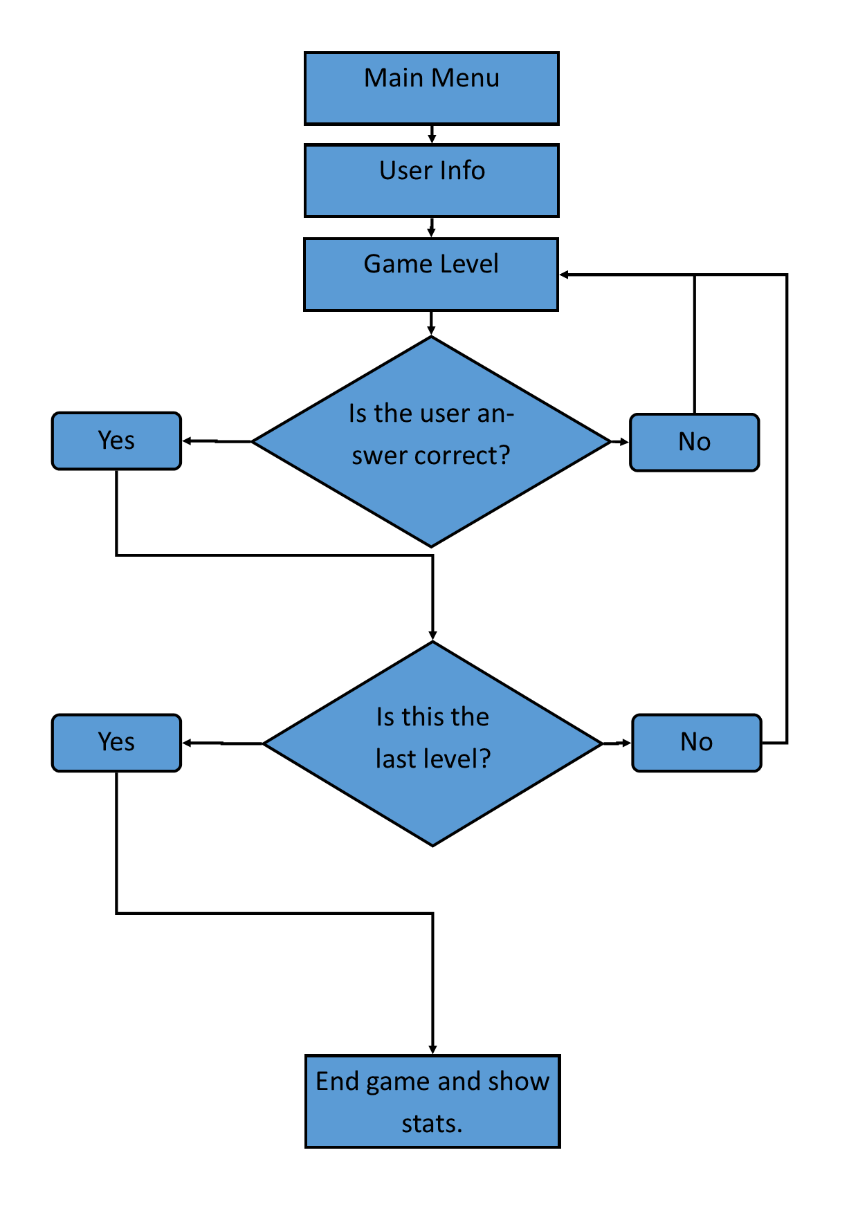 Main Menu
User Info
Game Level
Is the user an-
swer correct?
Yes
No
Is this the
last level?
Yes
No
End game and show
stats.